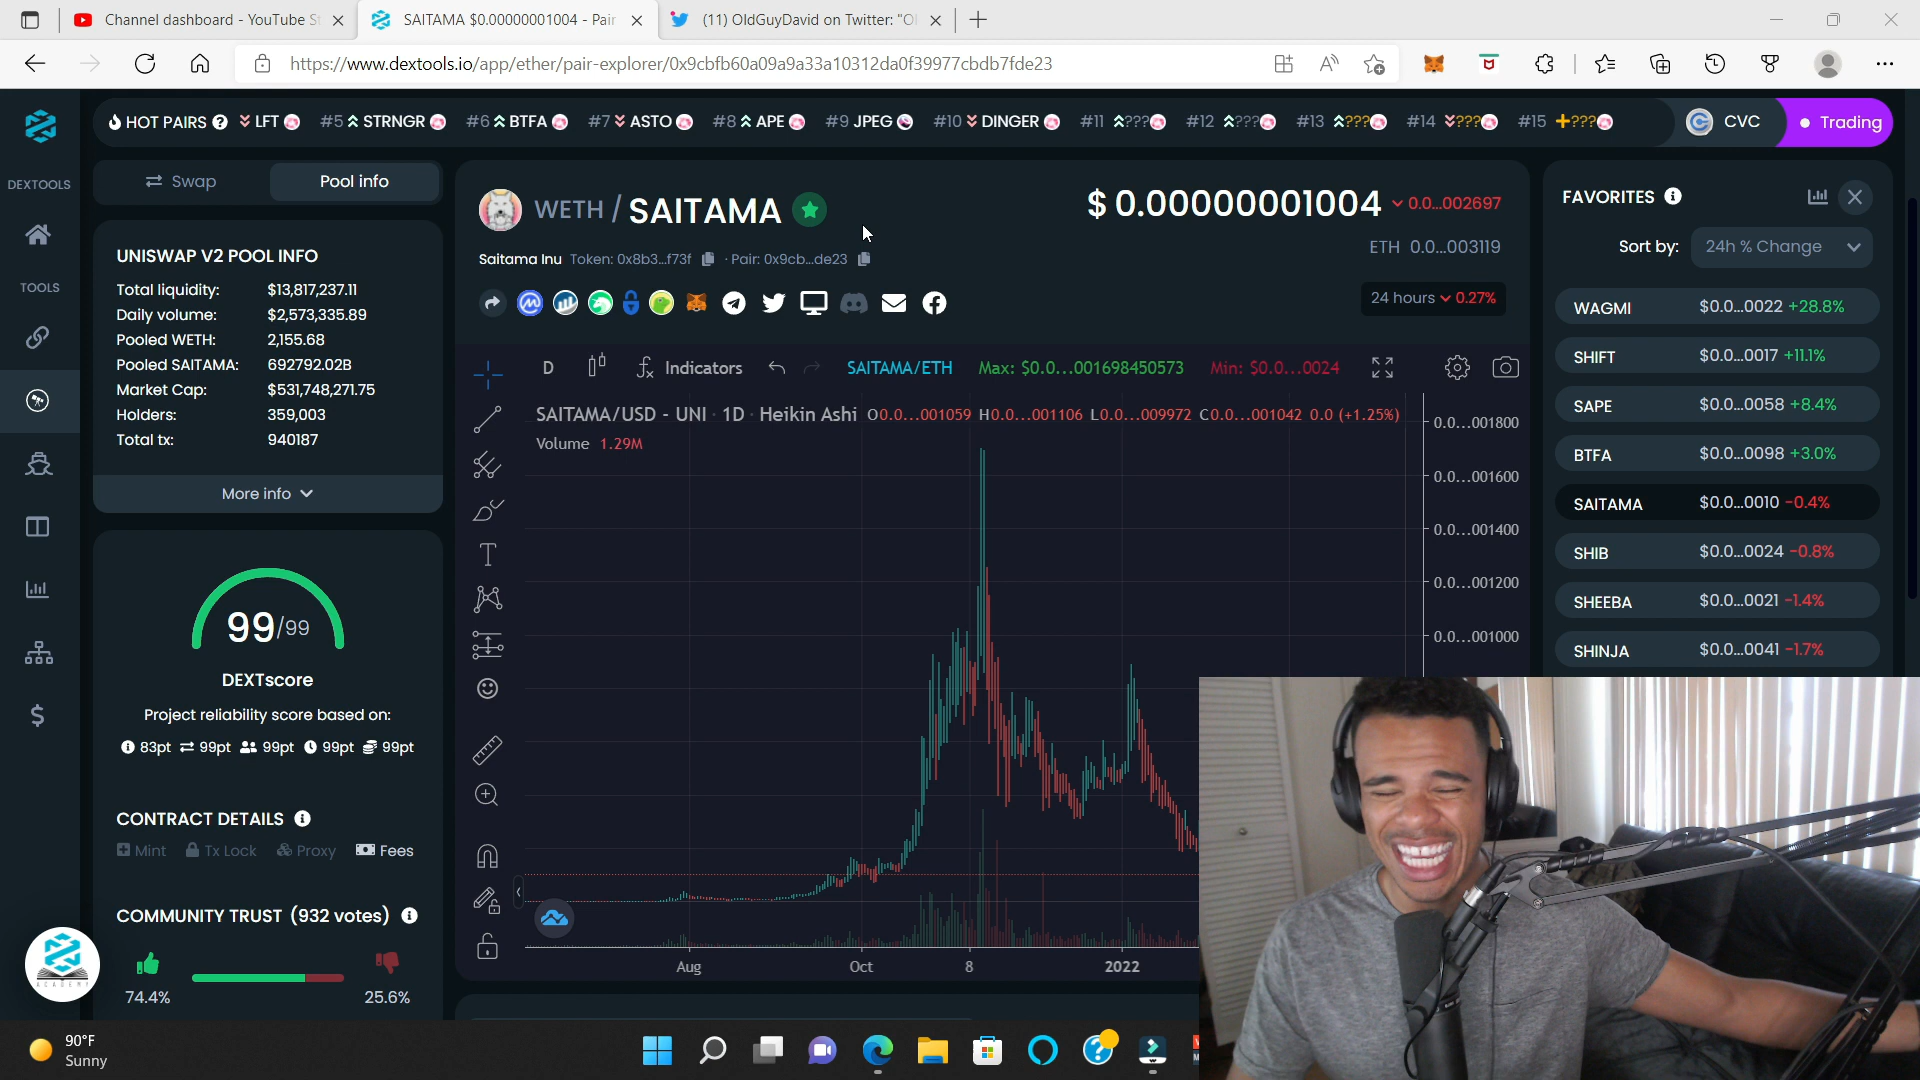 Channel dashboard - YouTube S
SAITAMA $0.00000001004 - Pair
(11) OldGuyDavid on Twitter: "Ol
https://www.dextools.io/app/ether/pair-explorer/0x9cbfb60a09a9a33a10312da0f39977cbdb7fde23
HOT PAIRS LFT #5 STRNGR #6 BTFA #7 ASTO #8 APE #9 JPEG #10 DINGER #11 ??? #12 ??? #13 ??? #14 ??? #15 ??? CVC Trading
DEXTOOLS
TOOLS
Swap
Pool info
UNISWAP V2 POOL INFO
Total liquidity: $13,817,237.11
Daily volume: $2,573,335.89
Pooled WETH: 2,155.68
Pooled SAITAMA: 692792.02B
Market Cap: $531,748,271.75
Holders: 359,003
Total tx: 940187
More info
99/99
DEXTscore
Project reliability score based on:
83pt 99pt 99pt 99pt 99pt
CONTRACT DETAILS
Mint Tx Lock Proxy Fees
COMMUNITY TRUST (932 votes)
74.4% 25.6%
ACADEMY
WETH / SAITAMA
Saitama Inu Token: 0x8b3...f73f · Pair: 0x9cb...de23
$ 0.00000001004 0.0...002697
ETH 0.0...003119
24 hours 0.27%
D Indicators SAITAMA/ETH Max: $0.0...001698450573 Min: $0.0...0024
SAITAMA/USD - UNI · 1D · Heikin Ashi O0.0...001059 H0.0...001106 L0.0...009972 C0.0...001042 0.0 (+1.25%)
Volume 1.29M
0.0...001800
0.0...001600
0.0...001400
0.0...001200
0.0...001000
Aug Oct 8 2022
FAVORITES
Sort by: 24h % Change
WAGMI $0.0...0022 +28.8%
SHIFT $0.0...0017 +11.1%
SAPE $0.0...0058 +8.4%
BTFA $0.0...0098 +3.0%
SAITAMA $0.0...0010 -0.4%
SHIB $0.0...0024 -0.8%
SHEEBA $0.0...0021 -1.4%
SHINJA $0.0...0041 -1.7%
90°F
Sunny